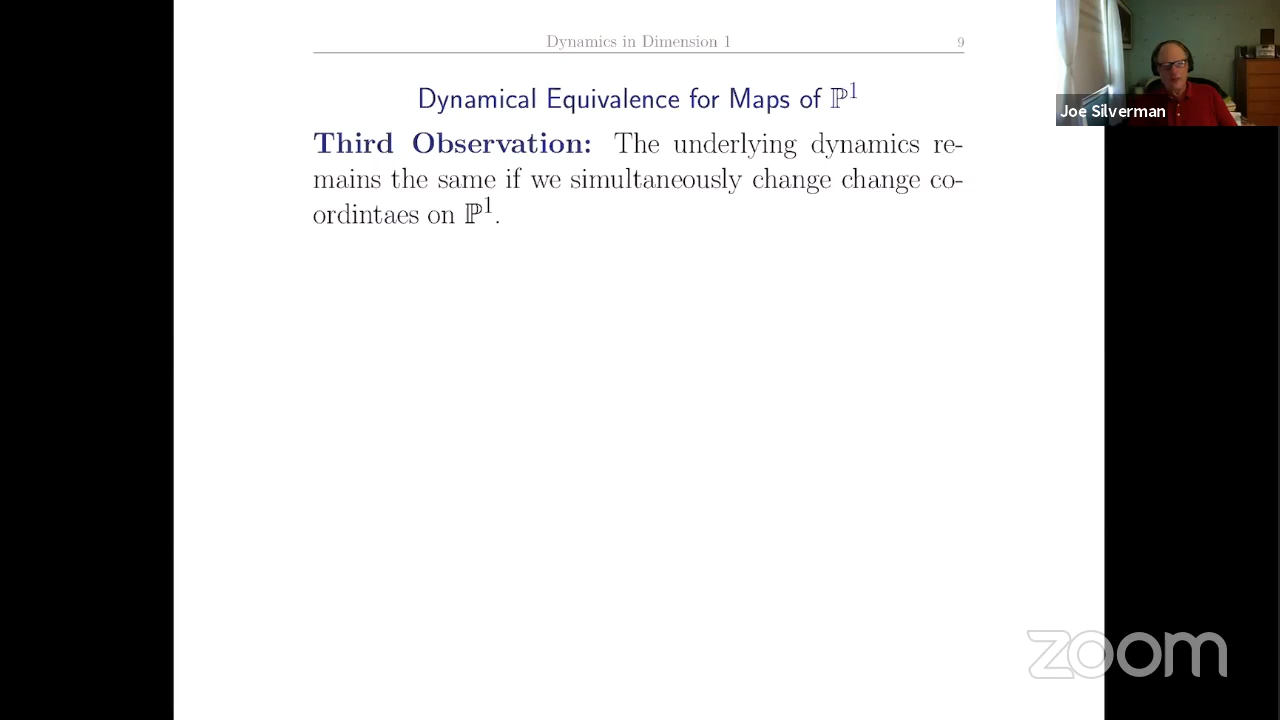 Dynamics in Dimension 1 9
Dynamical Equivalence for Maps of ℙ¹
Third Observation: The underlying dynamics re-
mains the same if we simultaneously change change co-
ordintaes on ℙ¹.
Joe Silverman
zoom